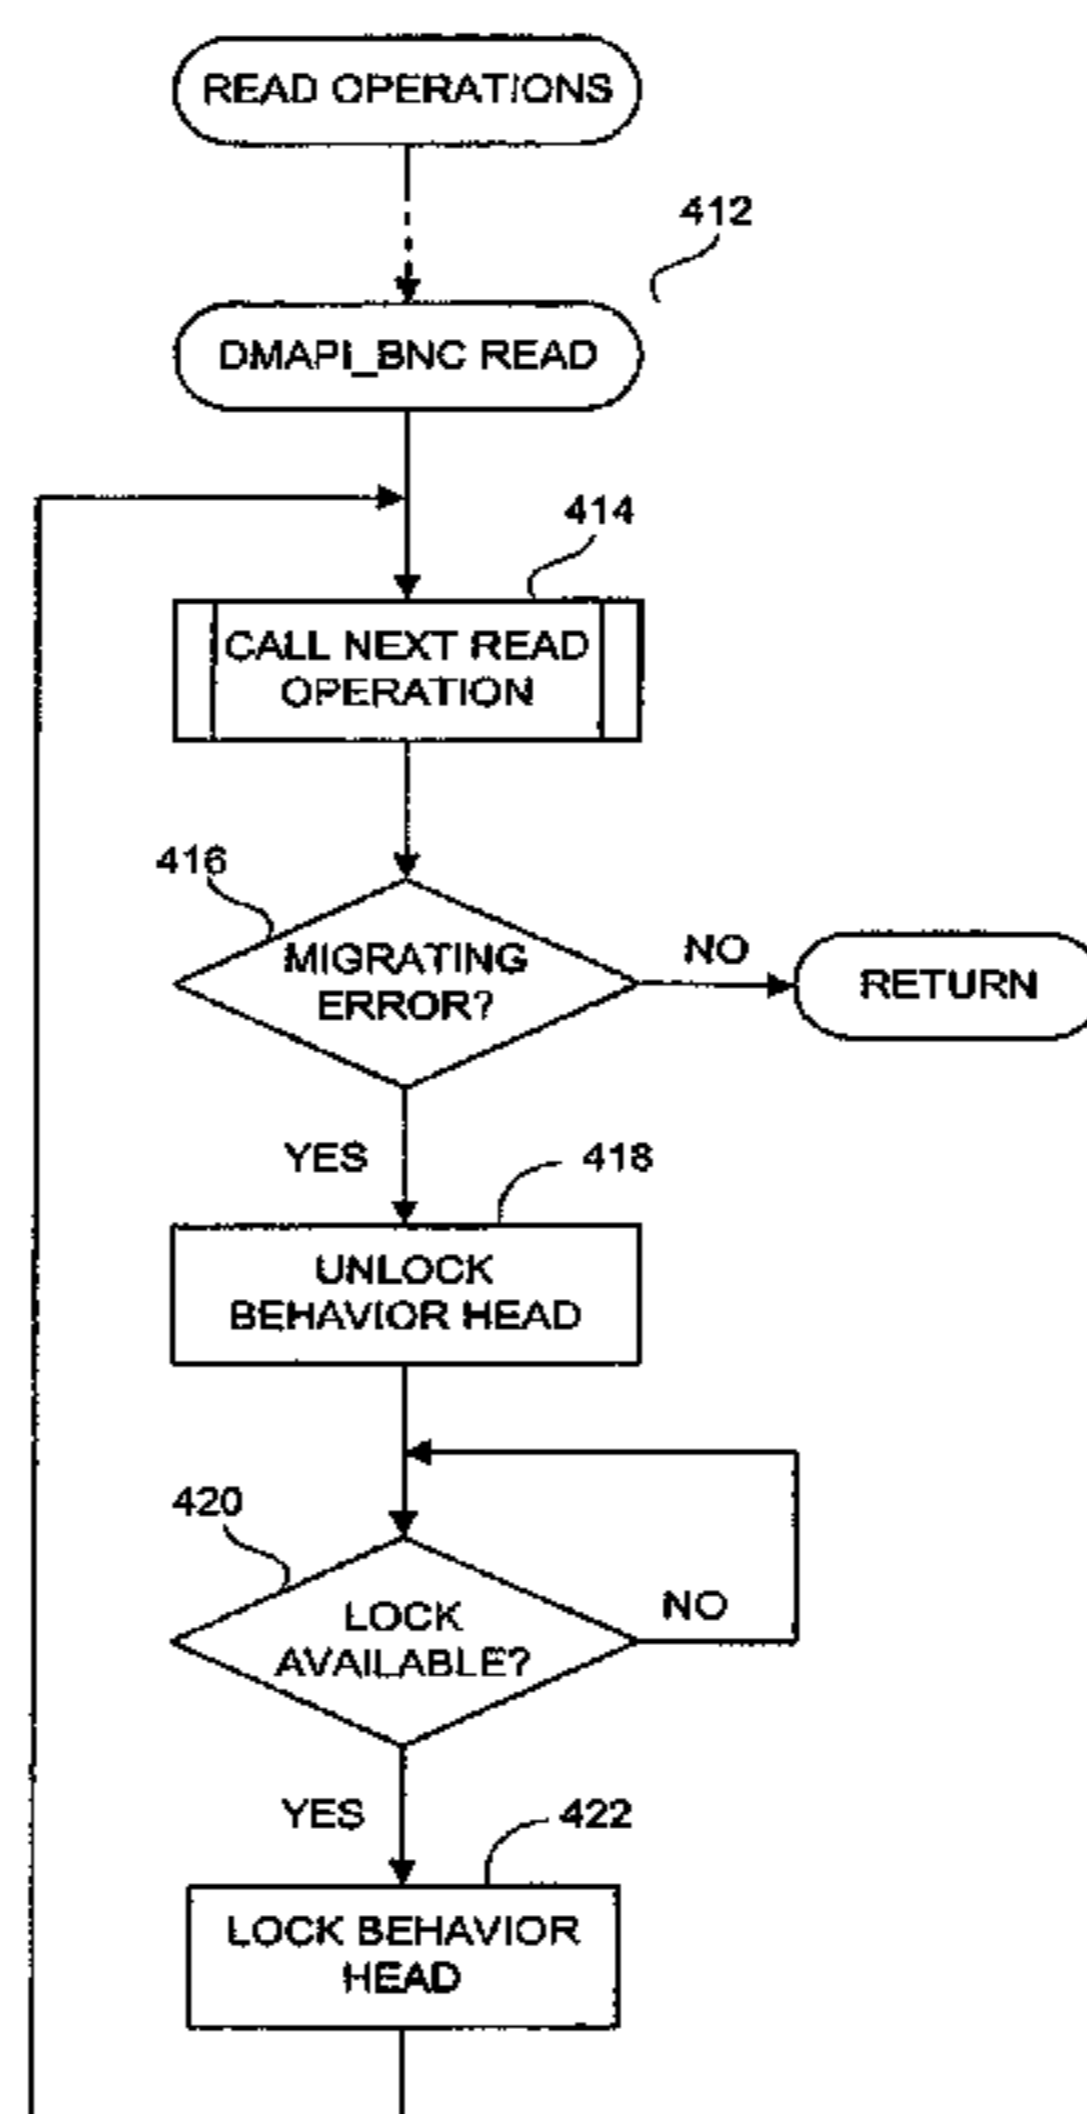 READ OPERATIONS
412
DMAPI_BNC READ
414
CALL NEXT READ
OPERATION
416
MIGRATING
ERROR?
NO
RETURN
YES
418
UNLOCK
BEHAVIOR HEAD
420
LOCK
AVAILABLE?
NO
YES
422
LOCK BEHAVIOR
HEAD